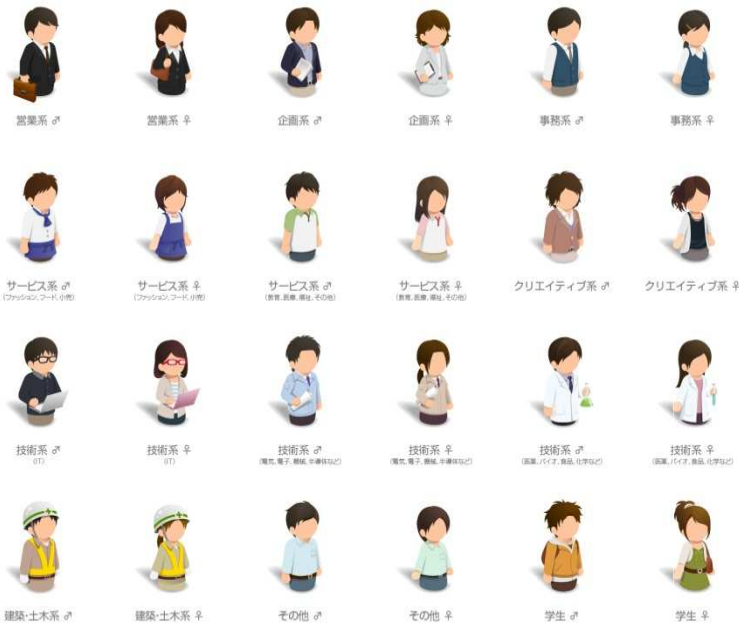 営業系 ♂
営業系 ♀
企画系 ♂
企画系 ♀
事務系 ♂
事務系 ♀
サービス系 ♂
(ファッション、フード、小売)
サービス系 ♀
(ファッション、フード、小売)
サービス系 ♂
(教育、医療、福祉、その他)
サービス系 ♀
(教育、医療、福祉、その他)
クリエイティブ系 ♂
クリエイティブ系 ♀
技術系 ♂
(IT)
技術系 ♀
(IT)
技術系 ♂
(電気、電子、機械、半導体など)
技術系 ♀
(電気、電子、機械、半導体など)
技術系 ♂
(医薬、バイオ、食品、化学など)
技術系 ♀
(医薬、バイオ、食品、化学など)
建築・土木系 ♂
建築・土木系 ♀
その他 ♂
その他 ♀
学生 ♂
学生 ♀